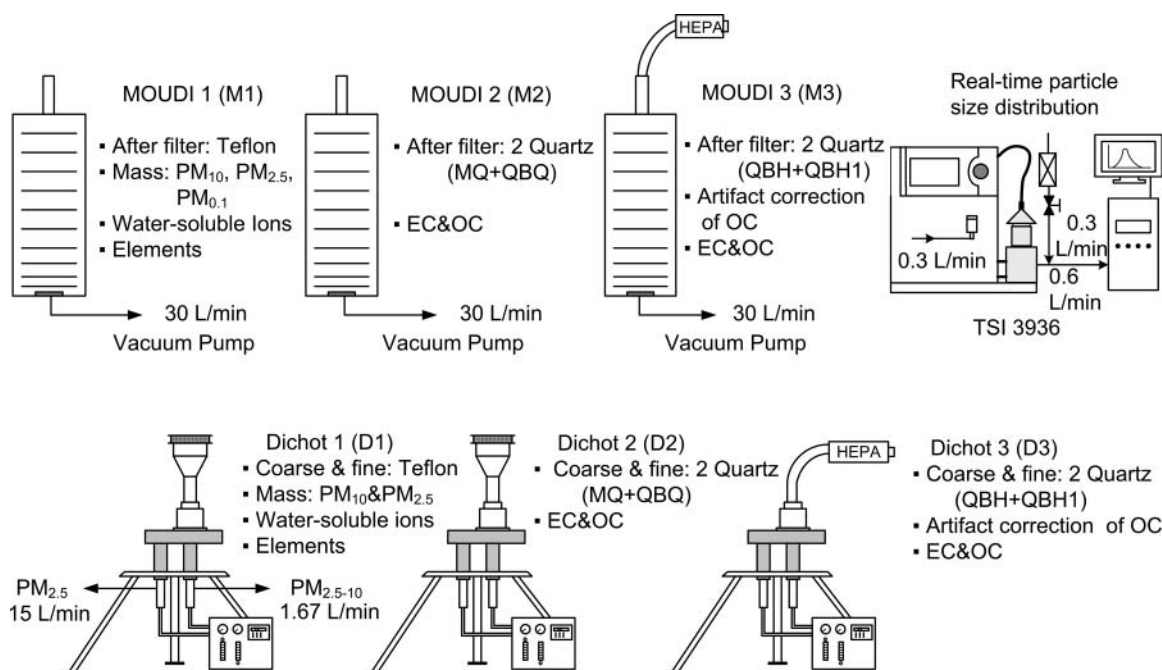 HEPA
MOUDI 1 (M1)
▪ After filter: Teflon
▪ Mass: PM₁₀, PM₂.₅,
PM₀.₁
▪ Water-soluble Ions
▪ Elements
30 L/min
Vacuum Pump
MOUDI 2 (M2)
▪ After filter: 2 Quartz
(MQ+QBQ)
▪ EC&OC
30 L/min
Vacuum Pump
MOUDI 3 (M3)
▪ After filter: 2 Quartz
(QBH+QBH1)
▪ Artifact correction
of OC
▪ EC&OC
30 L/min
Vacuum Pump
Real-time particle
size distribution
0.3 L/min
0.3
L/min
0.6
L/min
TSI 3936
Dichot 1 (D1)
▪ Coarse & fine: Teflon
▪ Mass: PM₁₀&PM₂.₅
▪ Water-soluble ions
▪ Elements
PM₂.₅
15 L/min
PM₂.₅₋₁₀
1.67 L/min
Dichot 2 (D2)
▪ Coarse & fine: 2 Quartz
(MQ+QBQ)
▪ EC&OC
HEPA
Dichot 3 (D3)
▪ Coarse & fine: 2 Quartz
(QBH+QBH1)
▪ Artifact correction of OC
▪ EC&OC